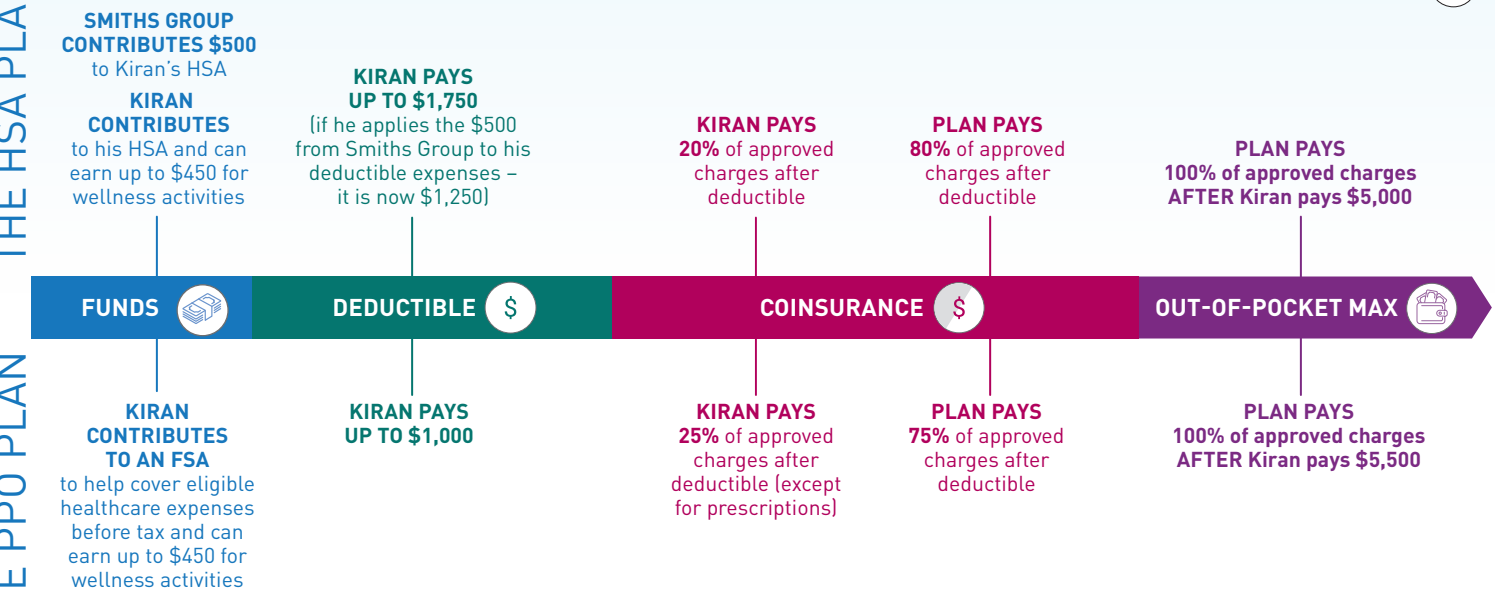 THE HSA PLA
SMITHS GROUP
CONTRIBUTES $500
to Kiran’s HSA
KIRAN
CONTRIBUTES
to his HSA and can
earn up to $450 for
wellness activities
KIRAN PAYS
UP TO $1,750
(if he applies the $500
from Smiths Group to his
deductible expenses –
it is now $1,250)
KIRAN PAYS
20% of approved
charges after
deductible
PLAN PAYS
80% of approved
charges after
deductible
PLAN PAYS
100% of approved charges
AFTER Kiran pays $5,000
FUNDS
DEDUCTIBLE $
COINSURANCE $
OUT-OF-POCKET MAX
E PPO PLAN
KIRAN
CONTRIBUTES
TO AN FSA
to help cover eligible
healthcare expenses
before tax and can
earn up to $450 for
wellness activities
KIRAN PAYS
UP TO $1,000
KIRAN PAYS
25% of approved
charges after
deductible (except
for prescriptions)
PLAN PAYS
75% of approved
charges after
deductible
PLAN PAYS
100% of approved charges
AFTER Kiran pays $5,500